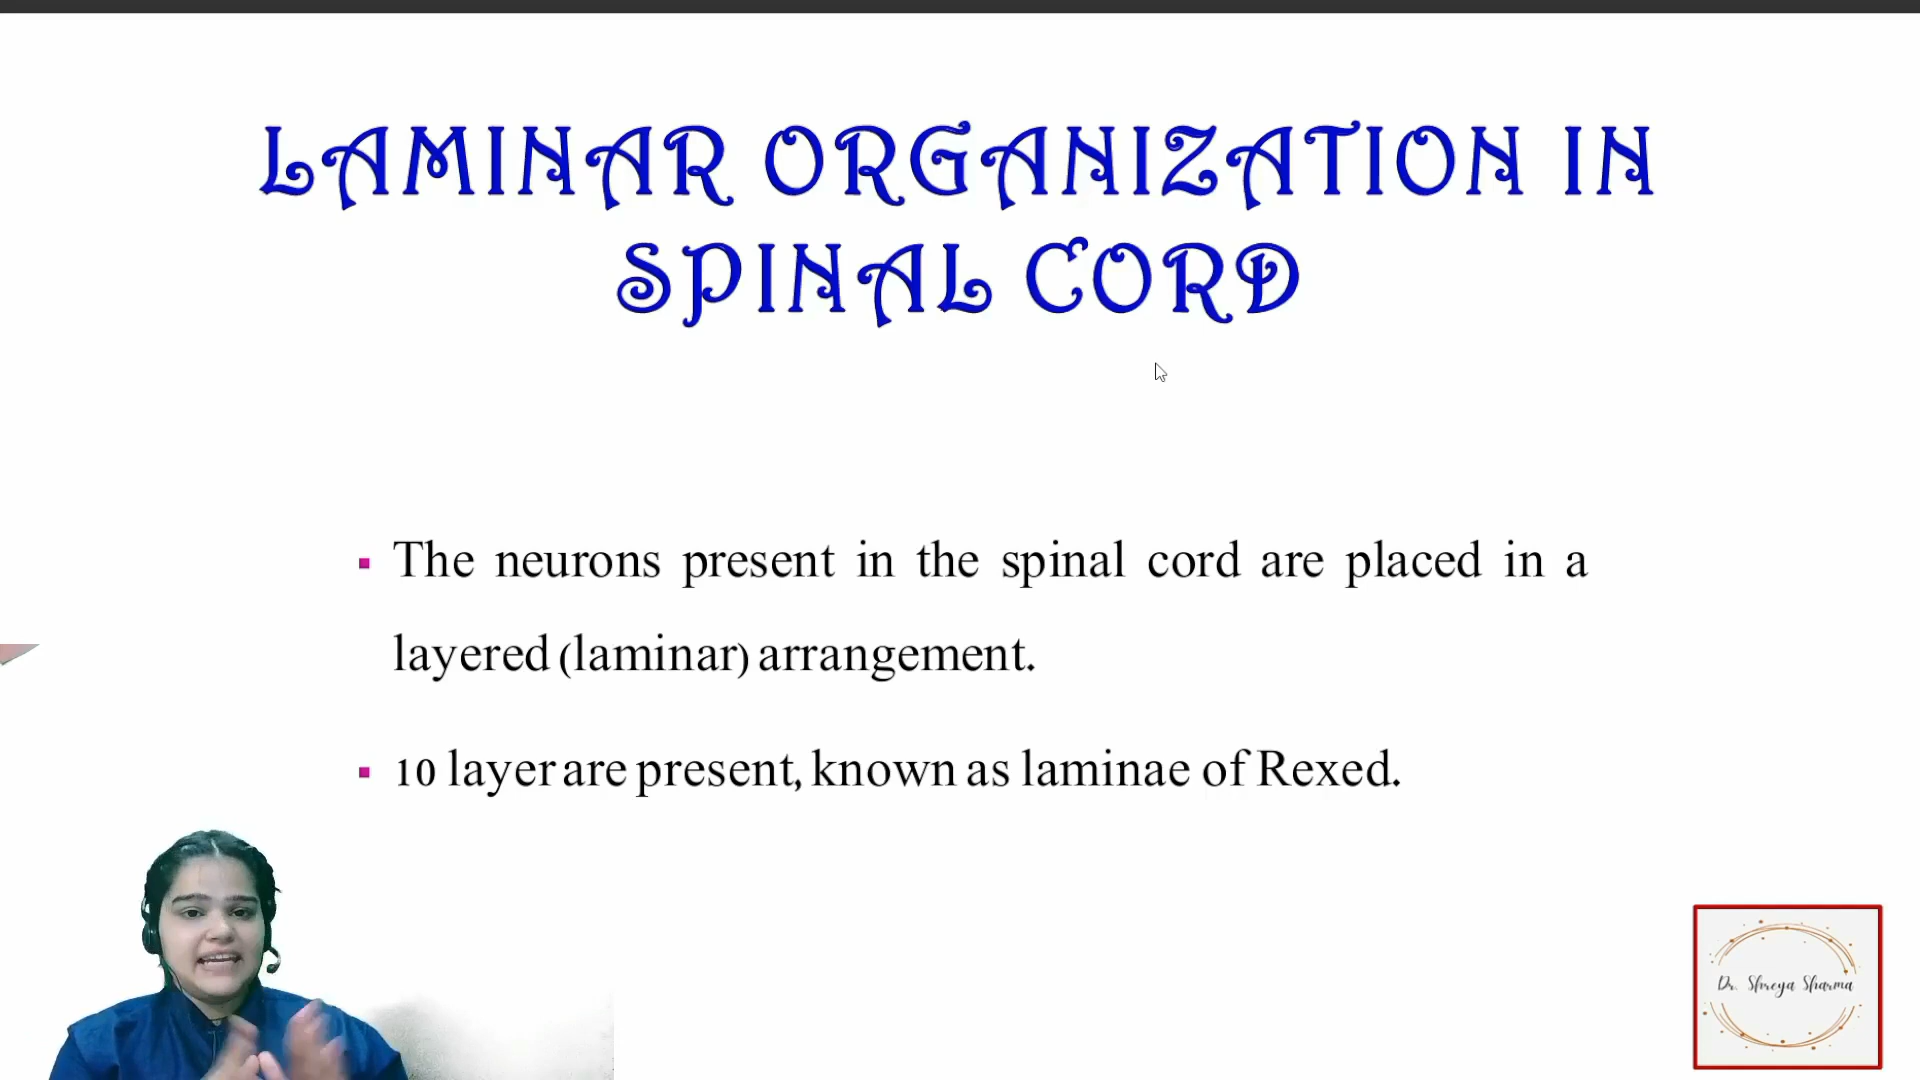 LAMINAR ORGANIZATION IN
SPINAL CORD
The neurons present in the spinal cord are placed in a
layered (laminar) arrangement.
10 layer are present, known as laminae of Rexed.
Dr. Shreya Sharma